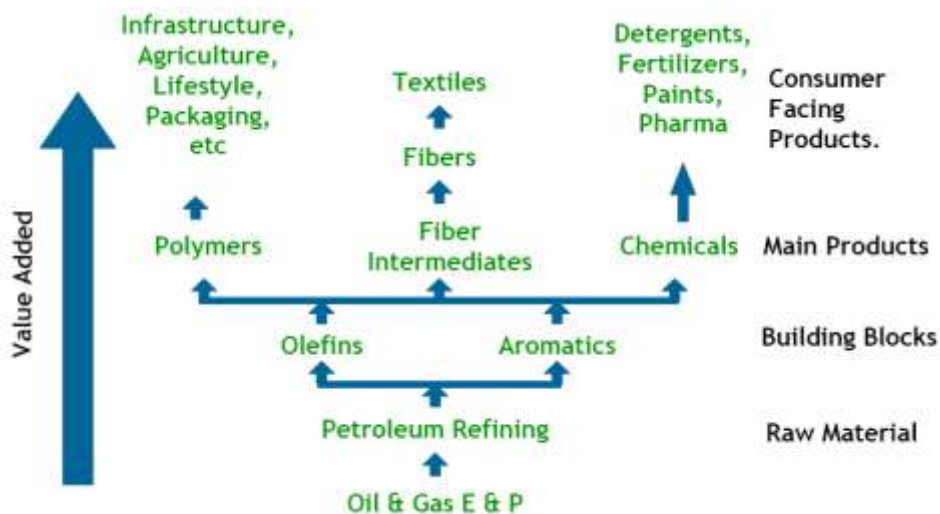 Infrastructure,
Agriculture,
Lifestyle,
Packaging,
etc
Textiles
Fibers
Detergents,
Fertilizers,
Paints,
Pharma
Consumer
Facing
Products.
Value Added
Polymers
Fiber
Intermediates
Chemicals
Main Products
Olefins
Aromatics
Building Blocks
Petroleum Refining
Raw Material
Oil & Gas E & P